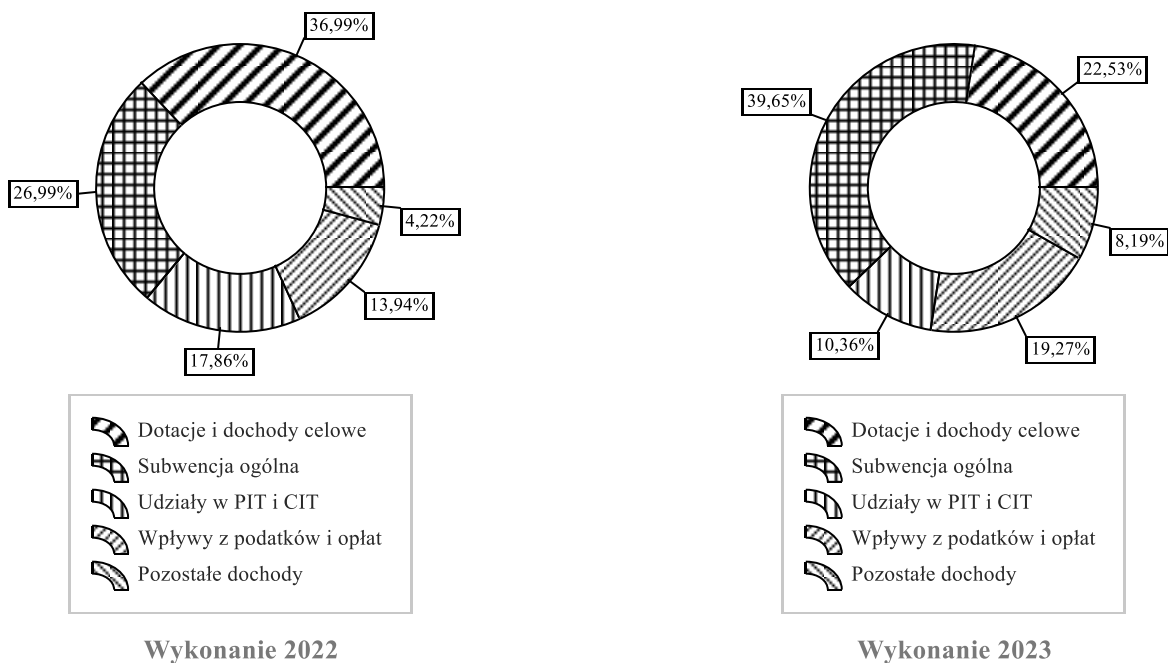 36,99%
26,99%
4,22%
13,94%
17,86%
Dotacje i dochody celowe
Subwencja ogólna
Udziały w PIT i CIT
Wpływy z podatków i opłat
Pozostałe dochody
Wykonanie 2022
22,53%
39,65%
8,19%
10,36%
19,27%
Dotacje i dochody celowe
Subwencja ogólna
Udziały w PIT i CIT
Wpływy z podatków i opłat
Pozostałe dochody
Wykonanie 2023